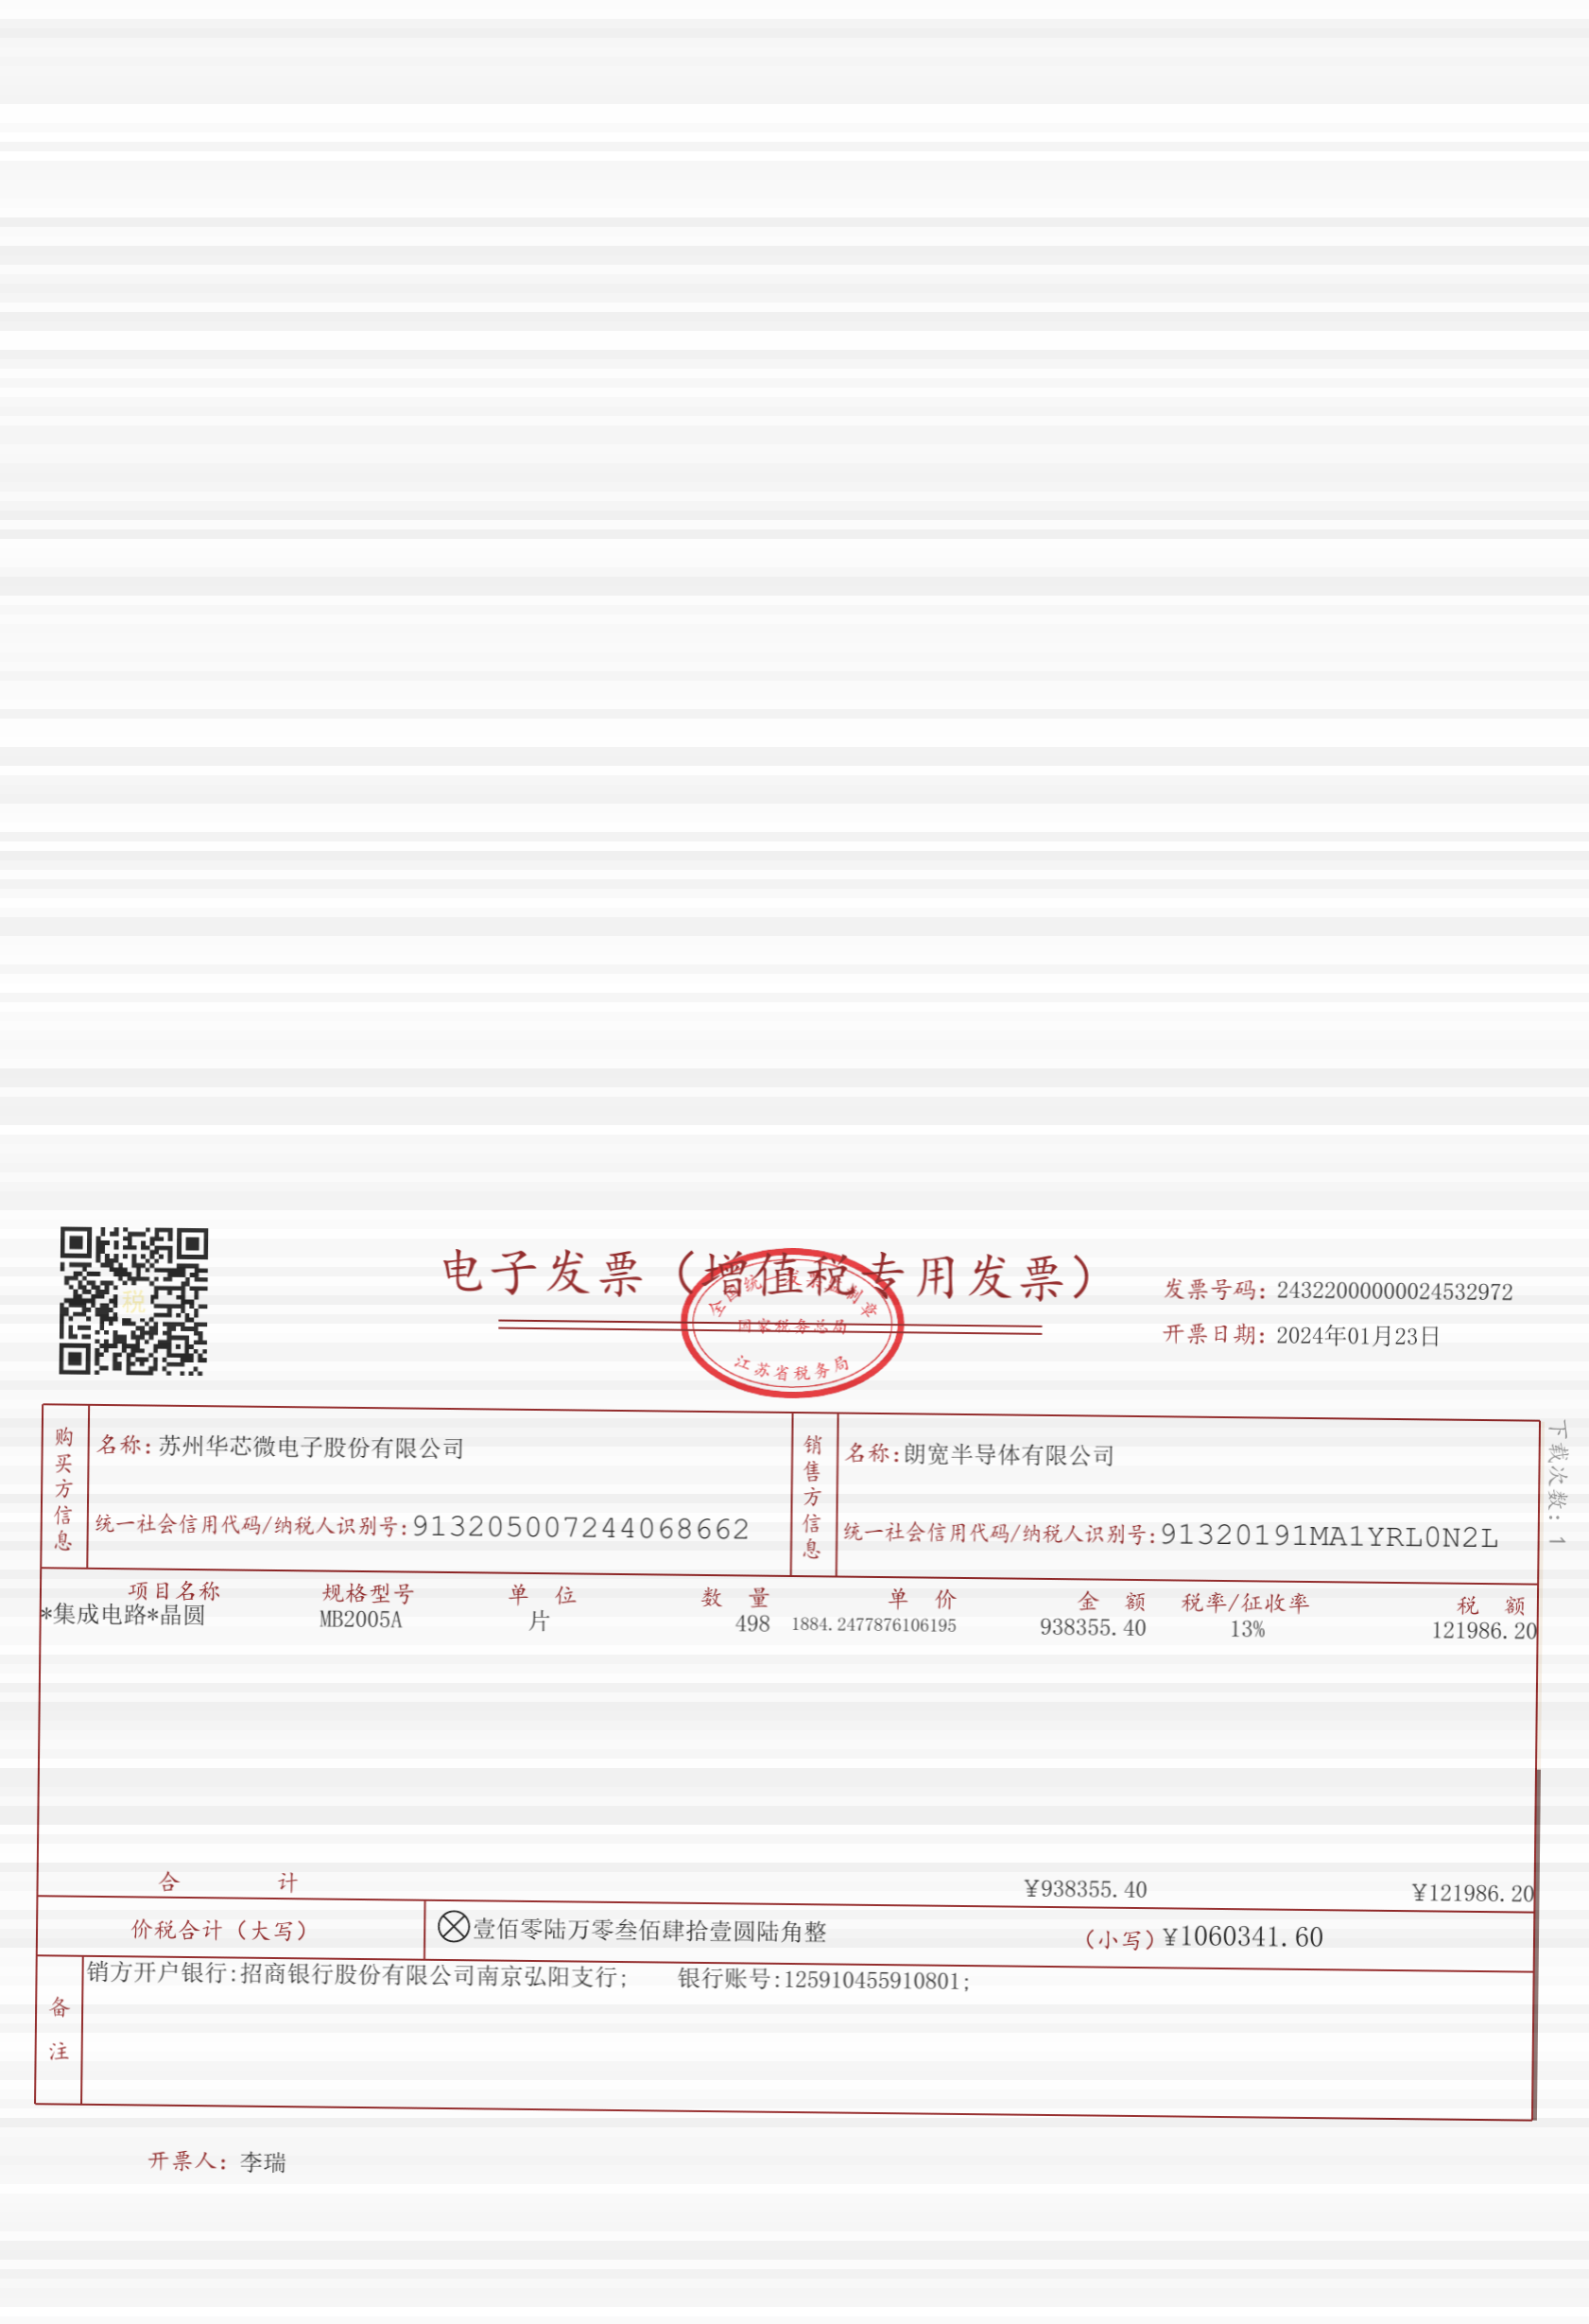 电子发票（增值税专用发票）
全国统一发票监制章
国家税务总局
江苏省税务局
税
发票号码：24322000000024532972
开票日期：2024年01月23日
购买方信息
名称：苏州华芯微电子股份有限公司
统一社会信用代码/纳税人识别号：913205007244068662
销售方信息
名称：朗宽半导体有限公司
统一社会信用代码/纳税人识别号：91320191MA1YRL0N2L
下载次数：1
项目名称 规格型号 单 位 数 量 单 价 金 额 税率/征收率 税 额
*集成电路*晶圆 MB2005A 片 498 1884.2477876106195 938355.40 13% 121986.20
合 计 ¥938355.40 ¥121986.20
价税合计（大写） ⊗壹佰零陆万零叁佰肆拾壹圆陆角整 （小写）¥1060341.60
备注
销方开户银行:招商银行股份有限公司南京弘阳支行; 银行账号:125910455910801;
开票人：李瑞